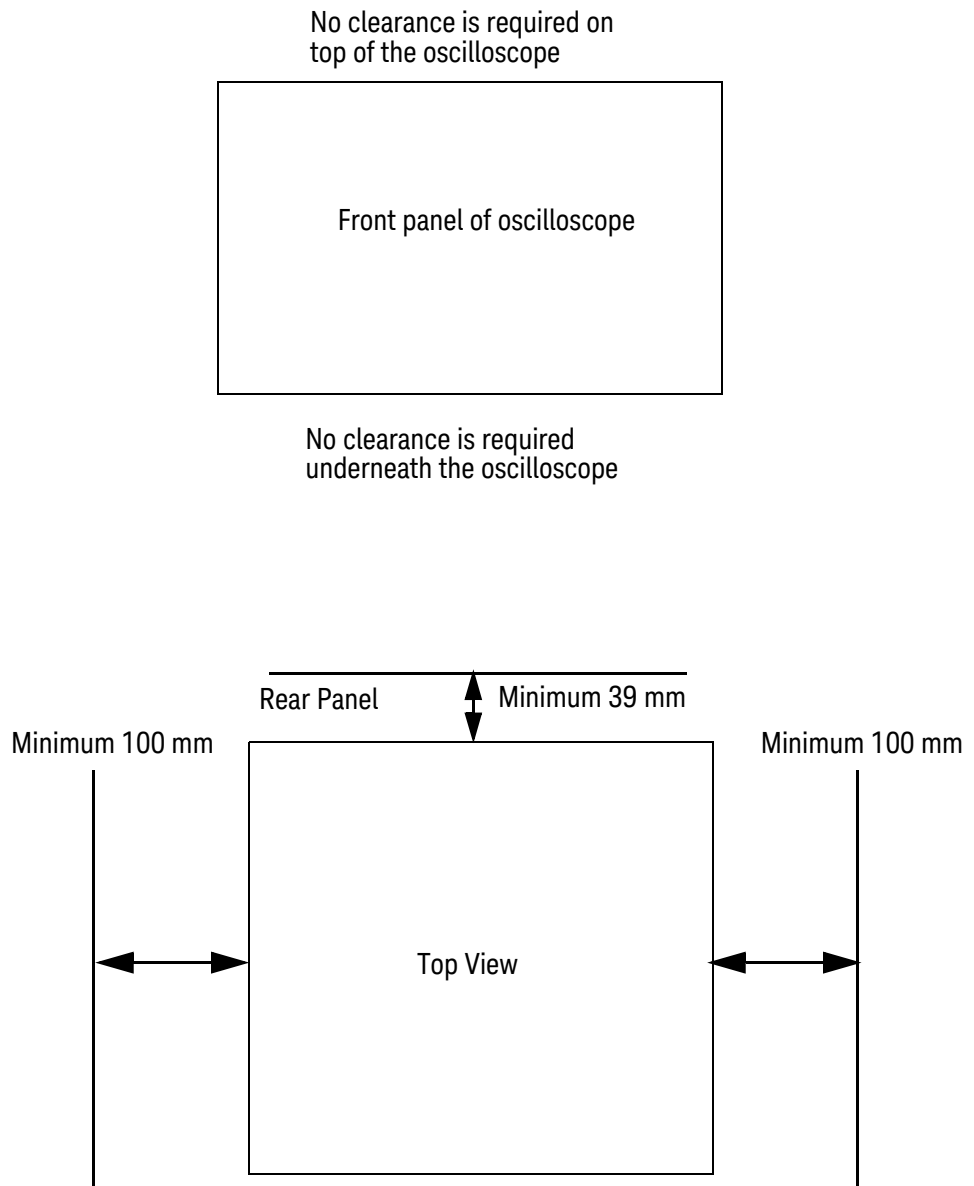 No clearance is required on
top of the oscilloscope
Front panel of oscilloscope
No clearance is required
underneath the oscilloscope
Rear Panel
Minimum 39 mm
Minimum 100 mm
Minimum 100 mm
Top View